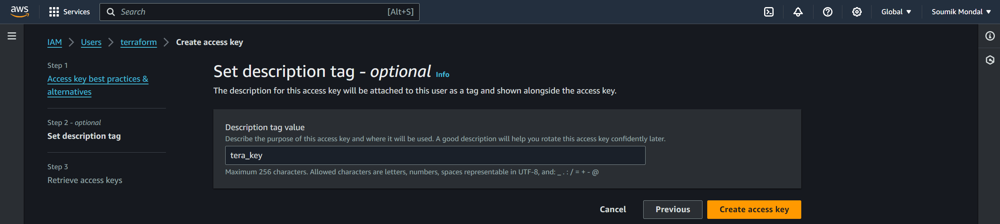 aws
Services
Search
[Alt+S]
Global
Soumik Mondal
IAM
Users
terraform
Create access key
Step 1
Access key best practices &
alternatives
Step 2 - optional
Set description tag
Step 3
Retrieve access keys
Set description tag - optional Info
The description for this access key will be attached to this user as a tag and shown alongside the access key.
Description tag value
Describe the purpose of this access key and where it will be used. A good description will help you rotate this access key confidently later.
tera_key
Maximum 256 characters. Allowed characters are letters, numbers, spaces representable in UTF-8, and: _ . : / = + - @
Cancel
Previous
Create access key